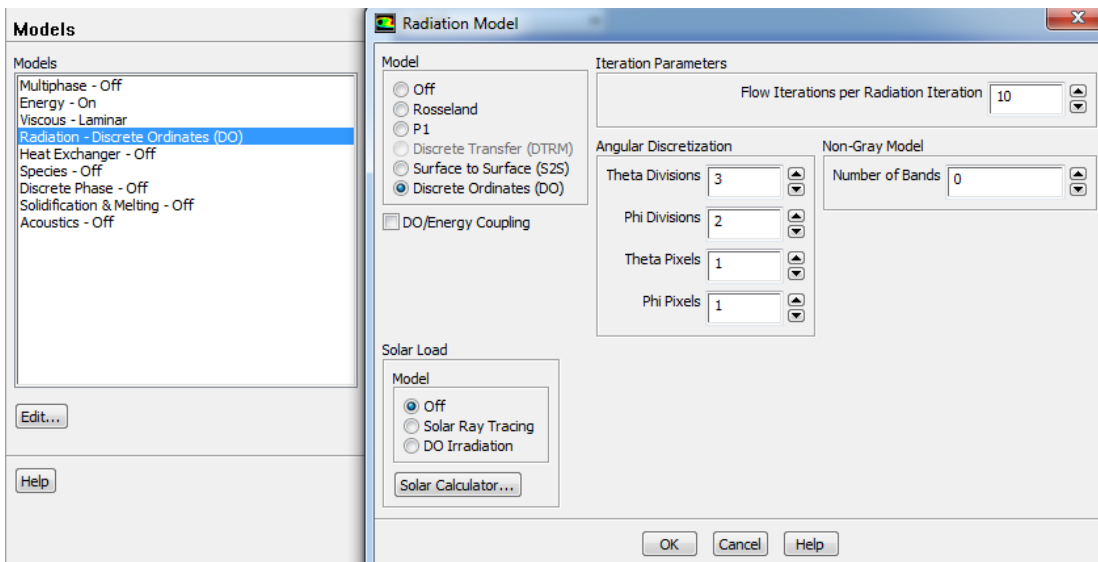 Models
Models
Multiphase - Off
Energy - On
Viscous - Laminar
Radiation - Discrete Ordinates (DO)
Heat Exchanger - Off
Species - Off
Discrete Phase - Off
Solidification & Melting - Off
Acoustics - Off
Edit...
Help
Radiation Model
Model
Off
Rosseland
P1
Discrete Transfer (DTRM)
Surface to Surface (S2S)
Discrete Ordinates (DO)
DO/Energy Coupling
Iteration Parameters
Flow Iterations per Radiation Iteration 10
Angular Discretization
Theta Divisions 3
Phi Divisions 2
Theta Pixels 1
Phi Pixels 1
Non-Gray Model
Number of Bands 0
Solar Load
Model
Off
Solar Ray Tracing
DO Irradiation
Solar Calculator...
OK Cancel Help